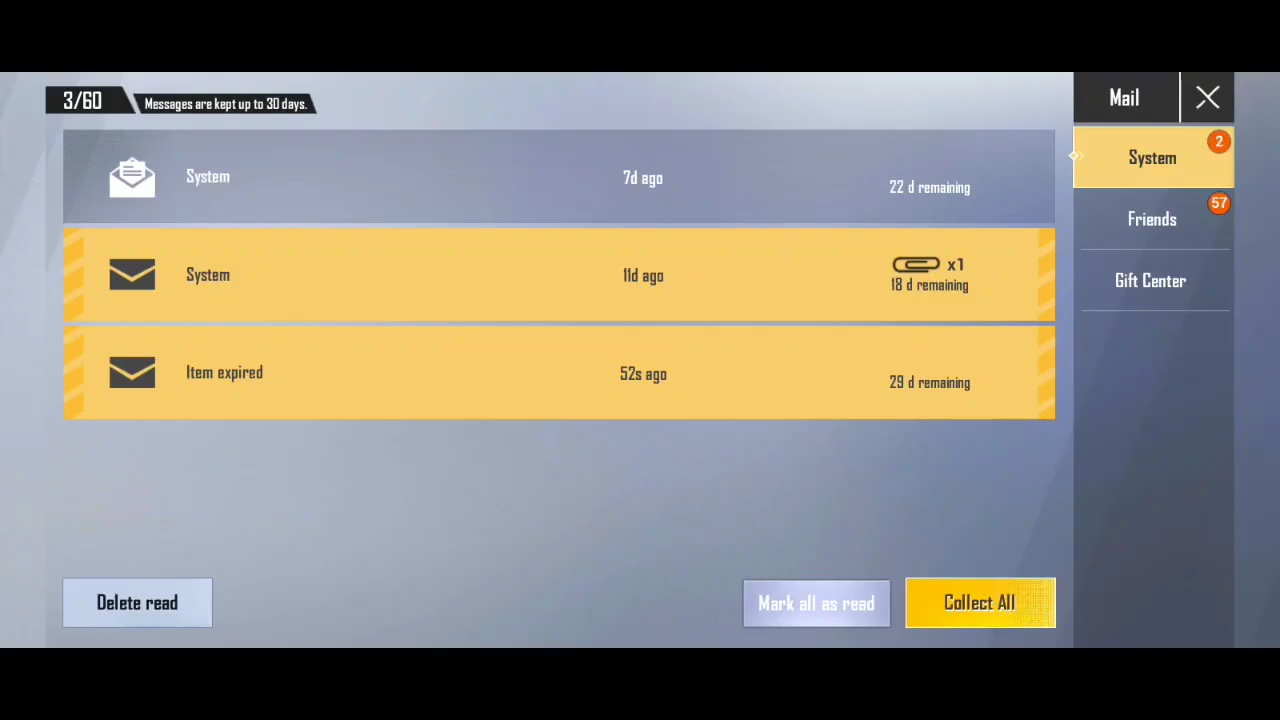 3/60
Messages are kept up to 30 days.
Mail
System
2
Friends
57
Gift Center
System
7d ago
22 d remaining
System
11d ago
x1
18 d remaining
Item expired
52s ago
29 d remaining
Delete read
Mark all as read
Collect All